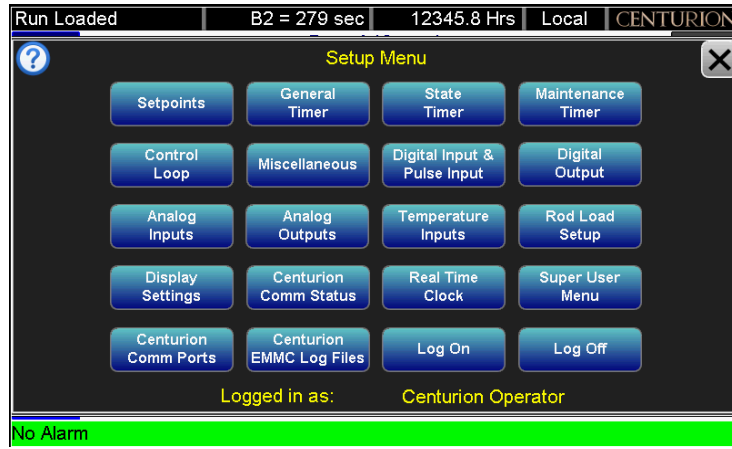 Run Loaded B2 = 279 sec 12345.8 Hrs Local CENTURION
? Setup Menu X
Setpoints General Timer State Timer Maintenance Timer
Control Loop Miscellaneous Digital Input & Pulse Input Digital Output
Analog Inputs Analog Outputs Temperature Inputs Rod Load Setup
Display Settings Centurion Comm Status Real Time Clock Super User Menu
Centurion Comm Ports Centurion EMMC Log Files Log On Log Off
Logged in as: Centurion Operator
No Alarm